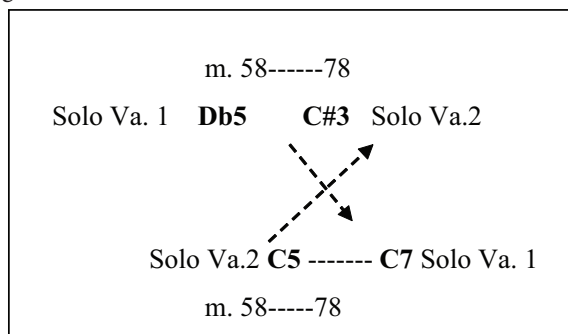 m. 58------78
Solo Va. 1 Db5 C#3 Solo Va.2
Solo Va.2 C5 ------- C7 Solo Va. 1
m. 58-----78